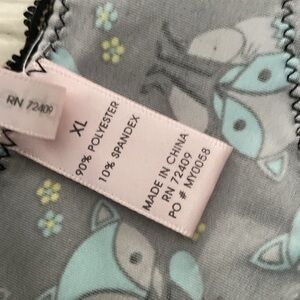 RN 72409
XL
90% POLYESTER
10% SPANDEX
MADE IN CHINA
RN 72409
PO # MY0058